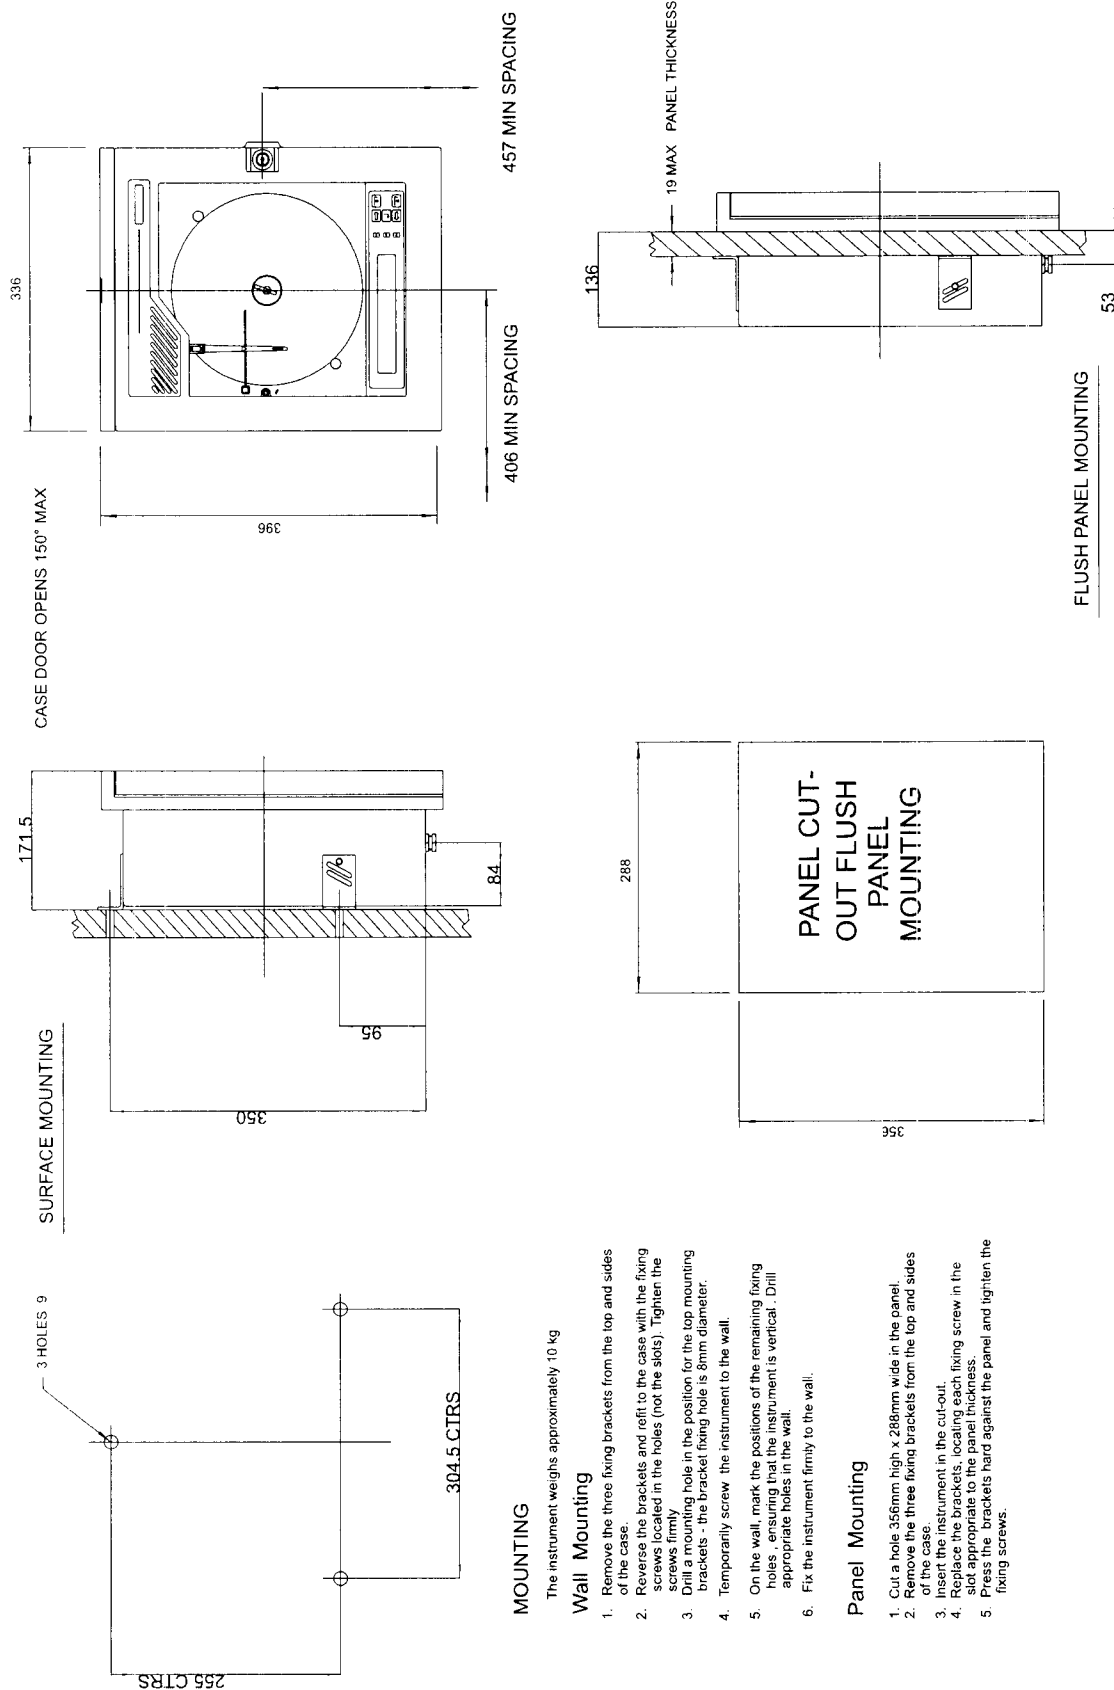 SURFACE MOUNTING
CASE DOOR OPENS 150° MAX
3 HOLES 9
255 CTRS
304.5 CTRS
350
95
171.5
84
336
396
406 MIN SPACING
457 MIN SPACING
MOUNTING
The instrument weighs approximately 10 kg
Wall Mounting
1. Remove the three fixing brackets from the top and sides
of the case.
2. Reverse the brackets and refit to the case with the fixing
screws located in the holes (not the slots). Tighten the
screws firmly
3. Drill a mounting hole in the position for the top mounting
brackets - the bracket fixing hole is 8mm diameter.
4. Temporarily screw the instrument to the wall.
5. On the wall, mark the positions of the remaining fixing
holes , ensuring that the instrument is vertical . Drill
appropriate holes in the wall.
6. Fix the instrument firmly to the wall.
Panel Mounting
1. Cut a hole 356mm high x 288mm wide in the panel.
2. Remove the three fixing brackets from the top and sides
of the case.
3. Insert the instrument in the cut-out.
4. Replace the brackets, locating each fixing screw in the
slot appropriate to the panel thickness.
5. Press the brackets hard against the panel and tighten the
fixing screws.
288
356
PANEL CUT-
OUT FLUSH
PANEL
MOUNTING
136
19 MAX PANEL THICKNESS
53
FLUSH PANEL MOUNTING